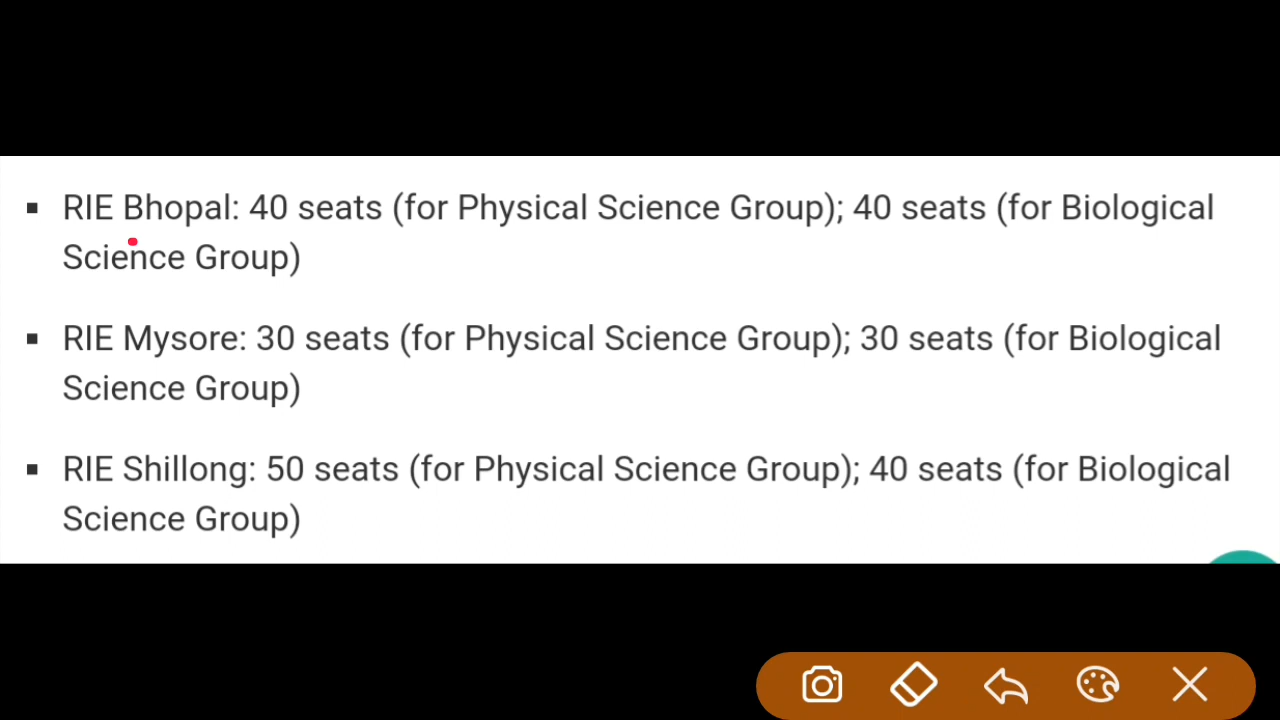 ▪ RIE Bhopal: 40 seats (for Physical Science Group); 40 seats (for Biological
Science Group)
▪ RIE Mysore: 30 seats (for Physical Science Group); 30 seats (for Biological
Science Group)
▪ RIE Shillong: 50 seats (for Physical Science Group); 40 seats (for Biological
Science Group)